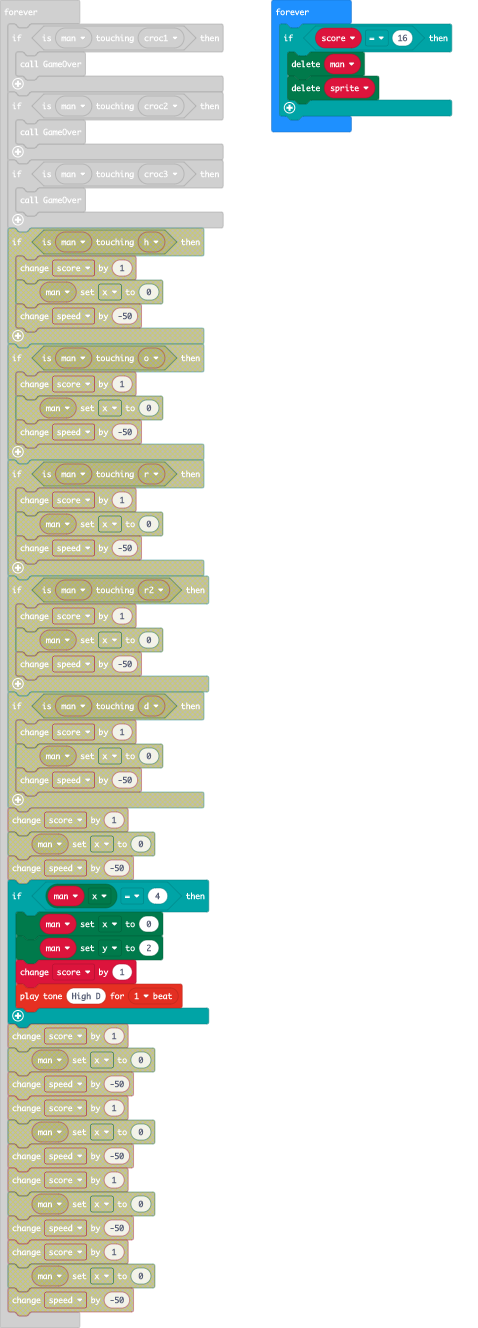 forever
if is man touching croc1 then
call GameOver
if is man touching croc2 then
call GameOver
if is man touching croc3 then
call GameOver
if is man touching h then
change score by 1
man set x to 0
change speed by -50
if is man touching o then
change score by 1
man set x to 0
change speed by -50
if is man touching r then
change score by 1
man set x to 0
change speed by -50
if is man touching r2 then
change score by 1
man set x to 0
change speed by -50
if is man touching d then
change score by 1
man set x to 0
change speed by -50
change score by 1
man set x to 0
change speed by -50
if man x = 4 then
man set x to 0
man set y to 2
change score by 1
play tone High D for 1 beat
change score by 1
man set x to 0
change speed by -50
change score by 1
man set x to 0
change speed by -50
change score by 1
man set x to 0
change speed by -50
change score by 1
man set x to 0
change speed by -50
forever
if score = 16 then
delete man
delete sprite